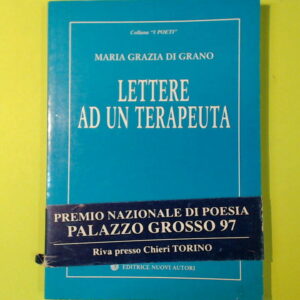 Collana "I POETI"
MARIA GRAZIA DI GRANO
LETTERE
AD UN TERAPEUTA
PREMIO NAZIONALE DI POESIA
PALAZZO GROSSO 97
Riva presso Chieri TORINO
EDITRICE NUOVI AUTORI